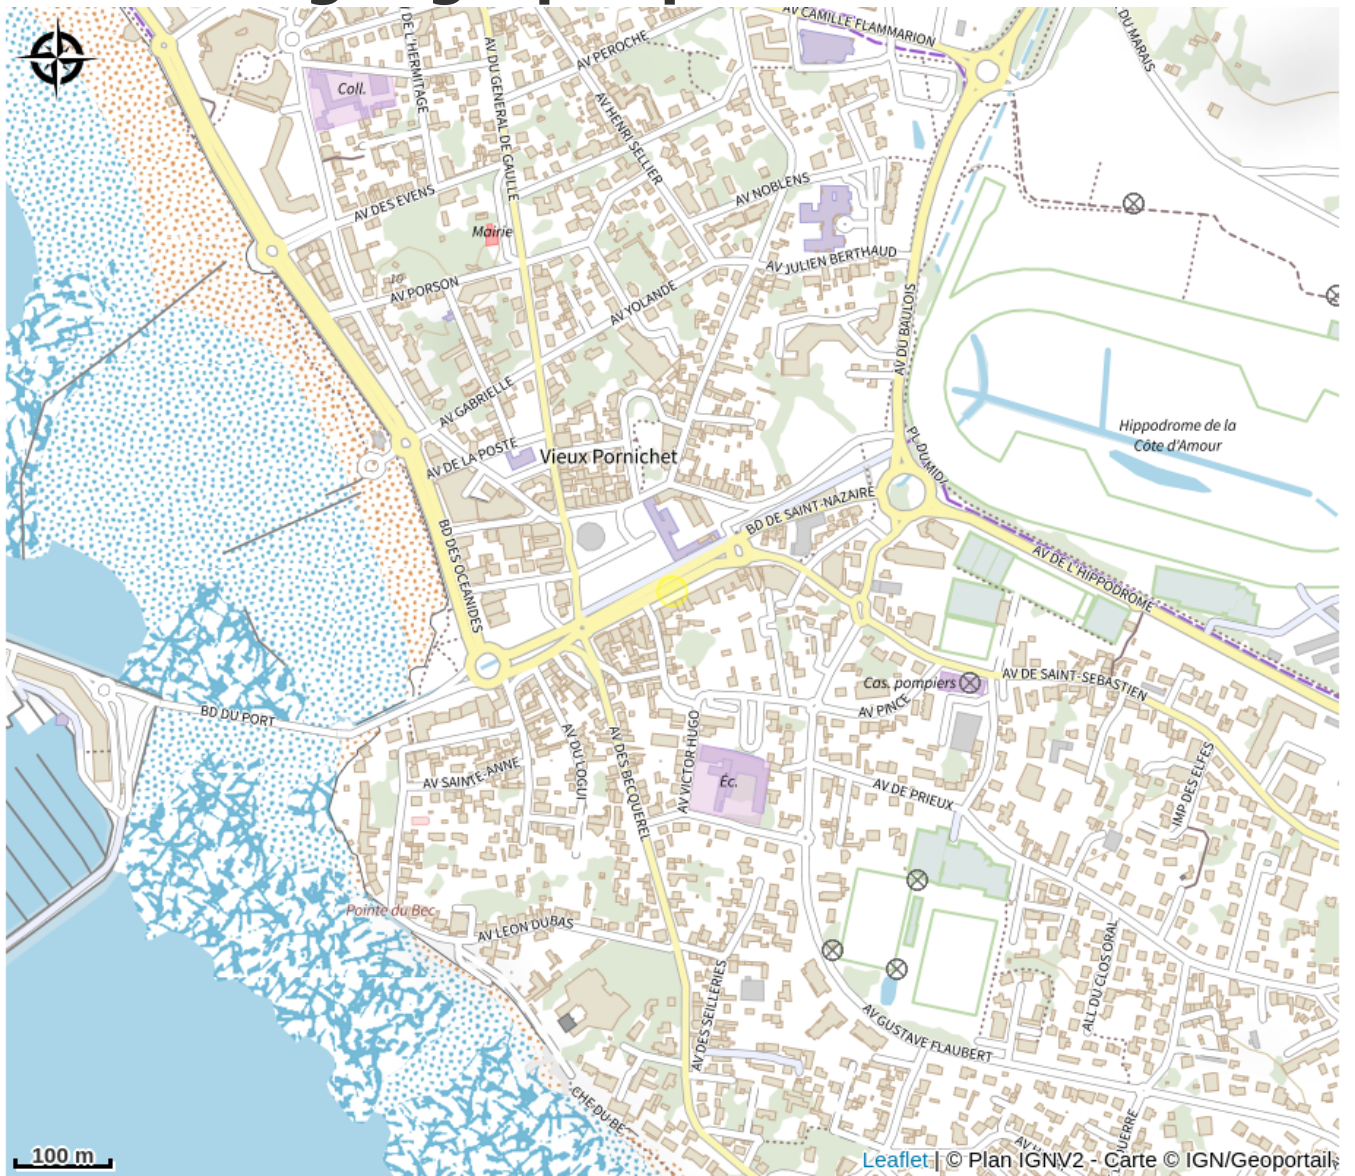 AV CAMILLE FLAMMARION
DU MARAIS
DE L'HERMITAGE
AV DU GENERAL DE GAULLE
AV PEROCHE
Coll.
AV HENRI SELLIER
AV NOBLENS
AV DES EVENS
Mairie
AV JULIEN BERTHAUD
AV PORSON
AV YOLANDE
AV DU BAULOIS
AV GABRIELLE
Hippodrome de la
Côte d'Amour
AV DE LA POSTE
Vieux Pornichet
PL DU MIDI
BD DE SAINT-NAZAIRE
BD DES OCEANIDES
AV DE L'HIPPODROME
Cas. pompiers
AV DE SAINT-SEBASTIEN
AV PINCE
BD DU PORT
AV VICTOR HUGO
AV DU LOGUI
AV DES BECQUEREL
AV SAINTE-ANNE
Éc.
AV DE PRIEUX
IMP DES ELFES
Pointe du Bec
AV LEON DUBAS
AV DES SEILLERIES
ALL DU CLOS ORAL
AV GUSTAVE FLAUBERT
CHE DU BE
100 m
Leaflet | © Plan IGNV2 - Carte © IGN/Geoportail